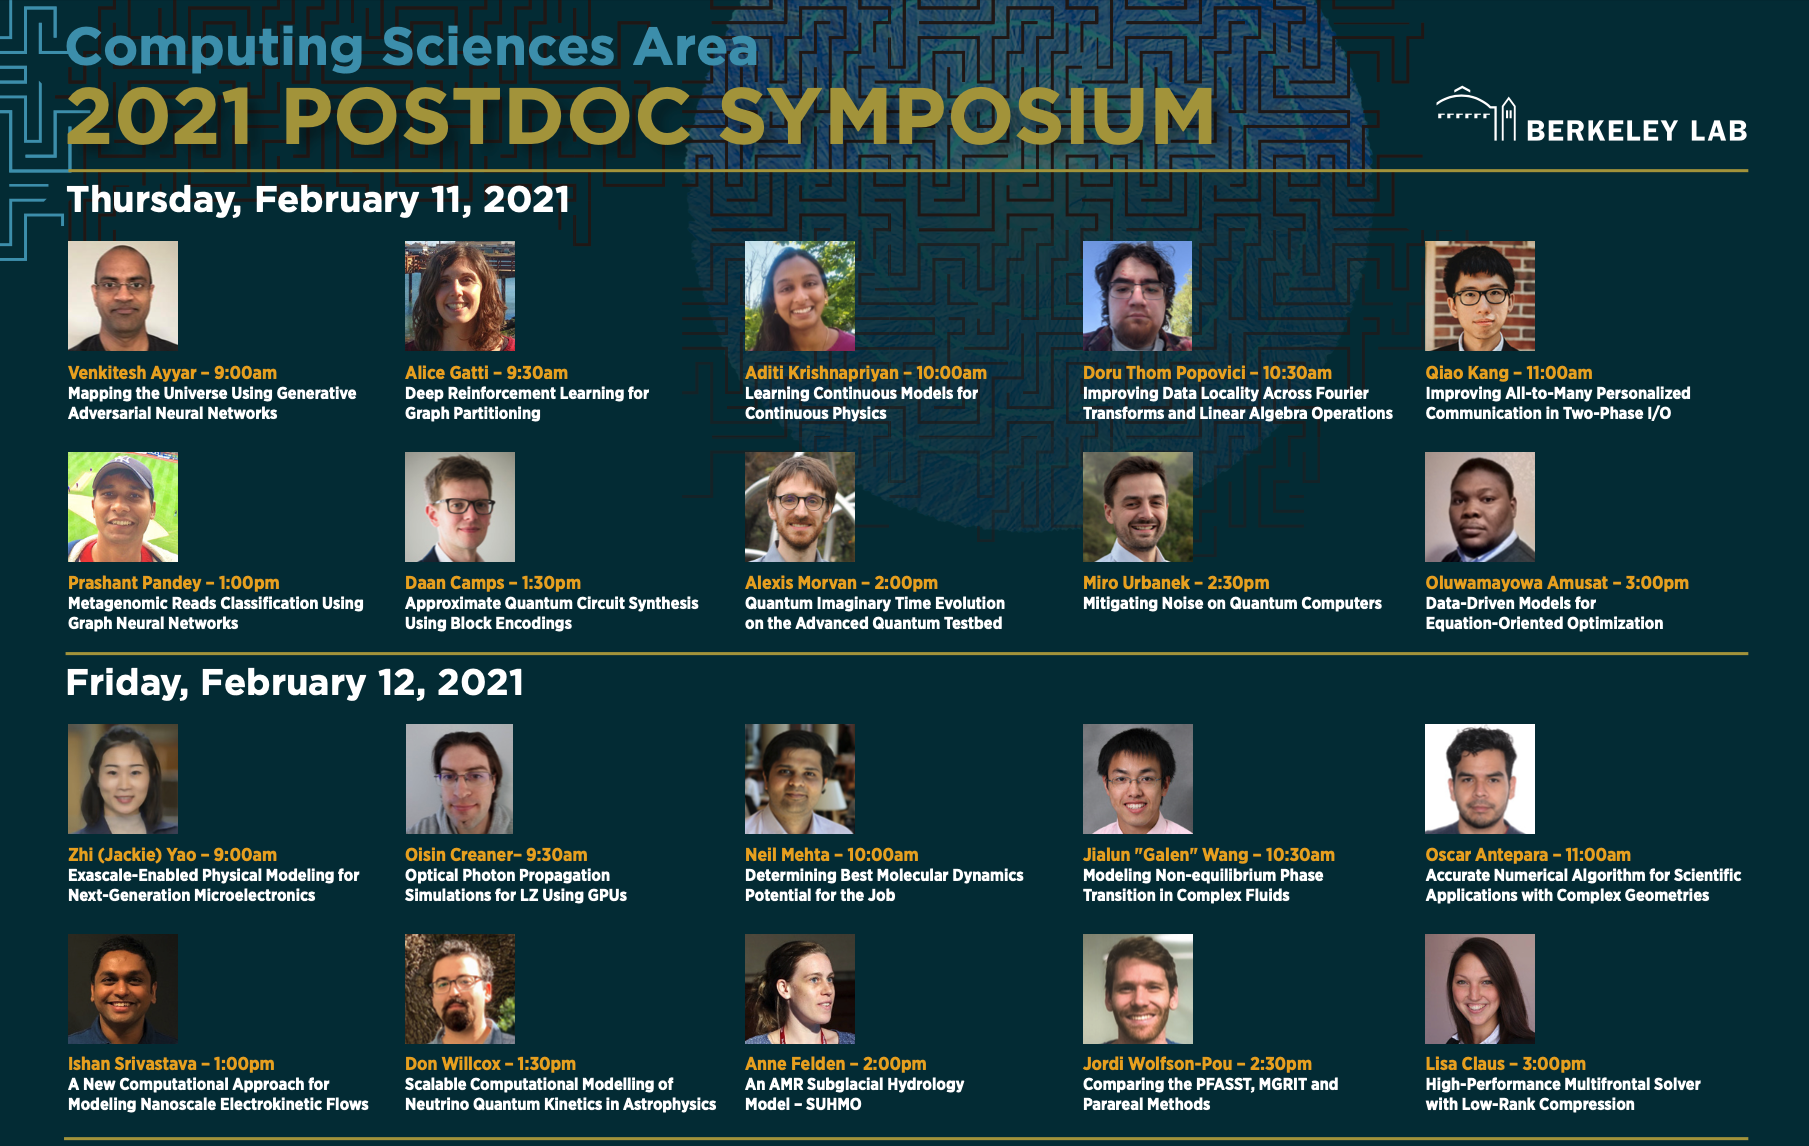 Computing Sciences Area
2021 POSTDOC SYMPOSIUM
BERKELEY LAB
Thursday, February 11, 2021
Venkitesh Ayyar – 9:00am
Mapping the Universe Using Generative
Adversarial Neural Networks
Alice Gatti – 9:30am
Deep Reinforcement Learning for
Graph Partitioning
Aditi Krishnapriyan – 10:00am
Learning Continuous Models for
Continuous Physics
Doru Thom Popovici – 10:30am
Improving Data Locality Across Fourier
Transforms and Linear Algebra Operations
Qiao Kang – 11:00am
Improving All-to-Many Personalized
Communication in Two-Phase I/O
Prashant Pandey – 1:00pm
Metagenomic Reads Classification Using
Graph Neural Networks
Daan Camps – 1:30pm
Approximate Quantum Circuit Synthesis
Using Block Encodings
Alexis Morvan – 2:00pm
Quantum Imaginary Time Evolution
on the Advanced Quantum Testbed
Miro Urbanek – 2:30pm
Mitigating Noise on Quantum Computers
Oluwamayowa Amusat – 3:00pm
Data-Driven Models for
Equation-Oriented Optimization
Friday, February 12, 2021
Zhi (Jackie) Yao – 9:00am
Exascale-Enabled Physical Modeling for
Next-Generation Microelectronics
Oisin Creaner– 9:30am
Optical Photon Propagation
Simulations for LZ Using GPUs
Neil Mehta – 10:00am
Determining Best Molecular Dynamics
Potential for the Job
Jialun "Galen" Wang – 10:30am
Modeling Non-equilibrium Phase
Transition in Complex Fluids
Oscar Antepara – 11:00am
Accurate Numerical Algorithm for Scientific
Applications with Complex Geometries
Ishan Srivastava – 1:00pm
A New Computational Approach for
Modeling Nanoscale Electrokinetic Flows
Don Willcox – 1:30pm
Scalable Computational Modelling of
Neutrino Quantum Kinetics in Astrophysics
Anne Felden – 2:00pm
An AMR Subglacial Hydrology
Model – SUHMO
Jordi Wolfson-Pou – 2:30pm
Comparing the PFASST, MGRIT and
Parareal Methods
Lisa Claus – 3:00pm
High-Performance Multifrontal Solver
with Low-Rank Compression